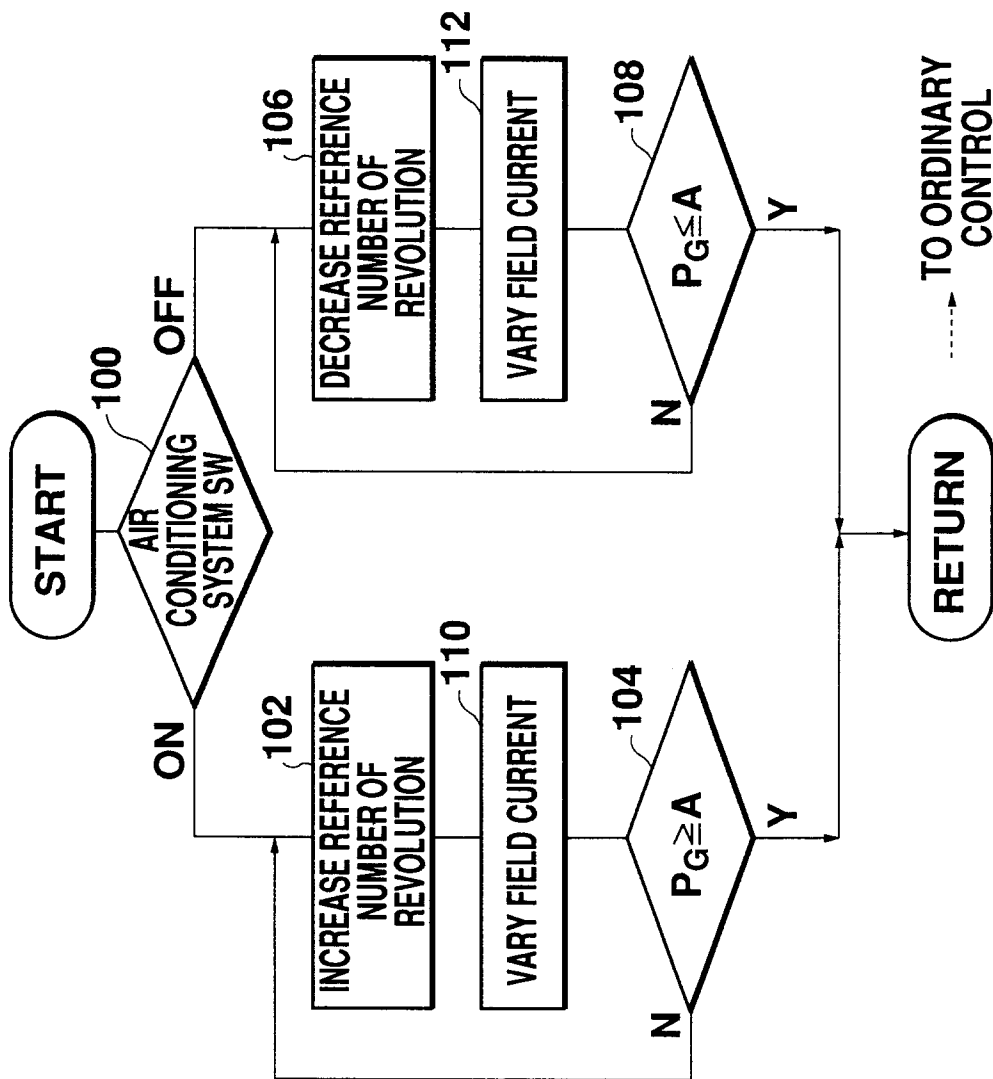 START
100
AIR
CONDITIONING
SYSTEM SW
ON
OFF
102
INCREASE REFERENCE
NUMBER OF
REVOLUTION
110
VARY FIELD CURRENT
104
PG≧A
N
Y
106
DECREASE REFERENCE
NUMBER OF
REVOLUTION
112
VARY FIELD CURRENT
108
PG≦A
N
Y
RETURN
TO ORDINARY
CONTROL